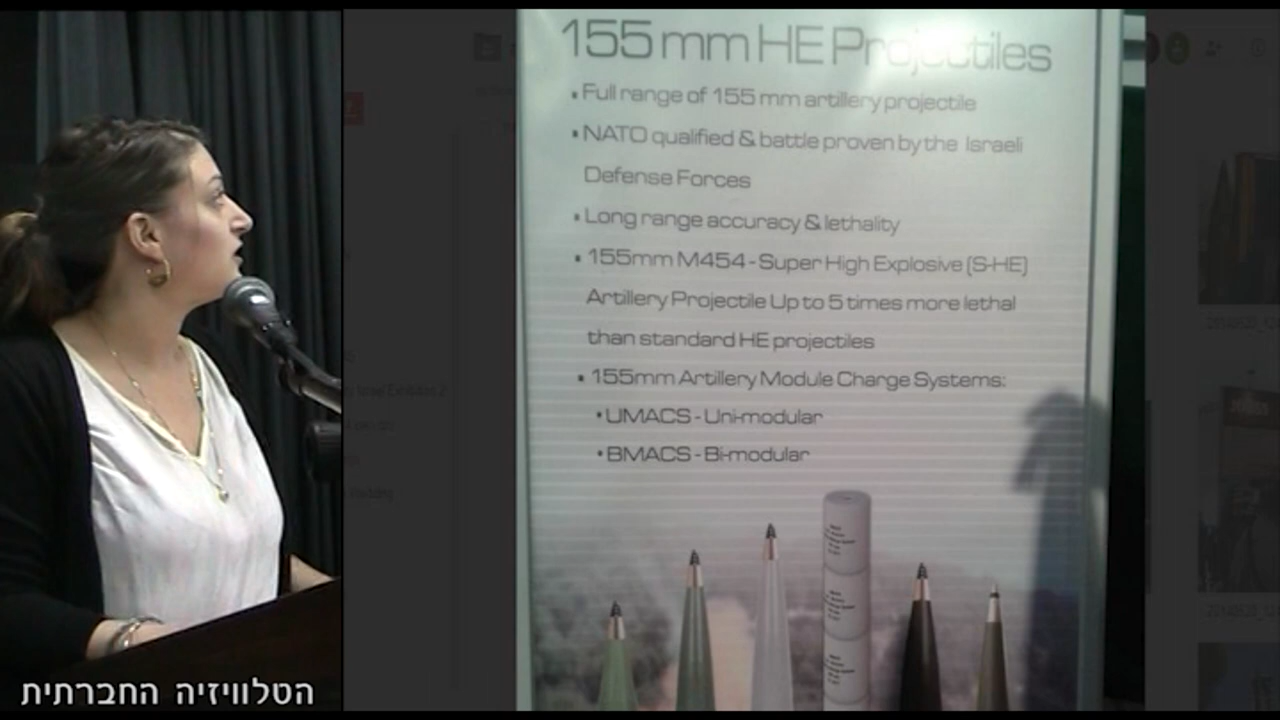 155 mm HE Projectiles
▪ Full range of 155 mm artillery projectile
▪ NATO qualified & battle proven by the Israeli
Defense Forces
▪ Long range accuracy & lethality
▪ 155mm M454 - Super High Explosive (S-HE)
Artillery Projectile Up to 5 times more lethal
than standard HE projectiles
▪ 155mm Artillery Module Charge Systems:
• UMACS - Uni-modular
• BMACS - Bi-modular
הטלוויזיה החברתית